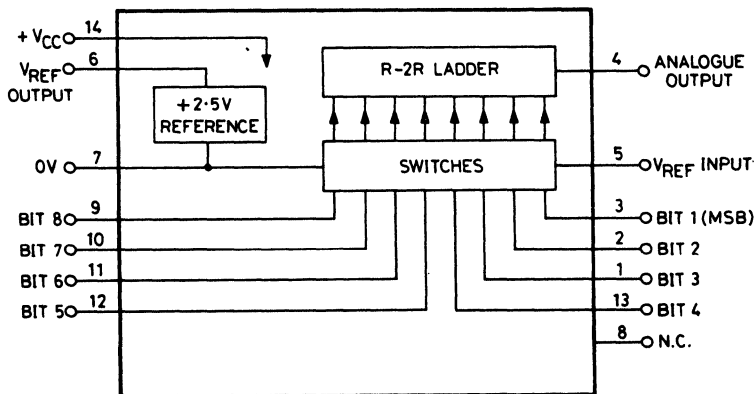 + VCC 14
VREF 6
OUTPUT
+2·5V
REFERENCE
0V 7
BIT 8 9
BIT 7 10
BIT 6 11
BIT 5 12
R-2R LADDER
SWITCHES
4 ANALOGUE
OUTPUT
5 VREF INPUT
3 BIT 1 (MSB)
2 BIT 2
1 BIT 3
13 BIT 4
8 N.C.